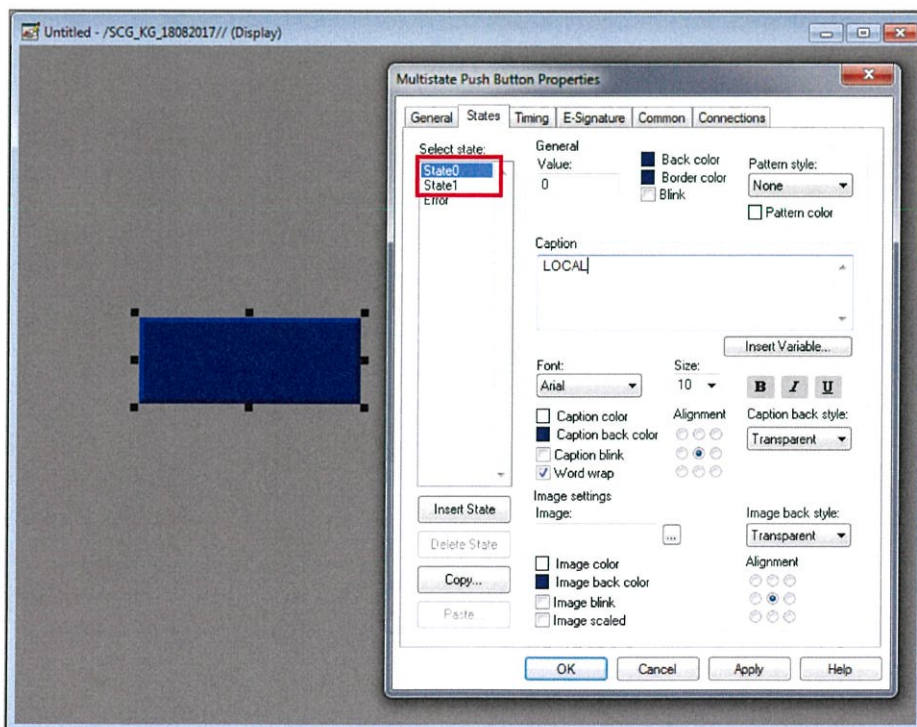 Untitled - /SCG_KG_18082017// (Display)
Multistate Push Button Properties
General States Timing E-Signature Common Connections
Select state:
State0
State1
Error
General
Value:
0
Back color
Border color
Blink
Pattern style:
None
Pattern color
Caption
LOCAL
Insert Variable...
Font:
Arial
Size:
10
B I U
Caption color
Caption back color
Caption blink
Word wrap
Alignment
Caption back style:
Transparent
Image settings
Image:
...
Image back style:
Transparent
Image color
Image back color
Image blink
Image scaled
Alignment
Insert State
Delete State
Copy...
Paste...
OK Cancel Apply Help